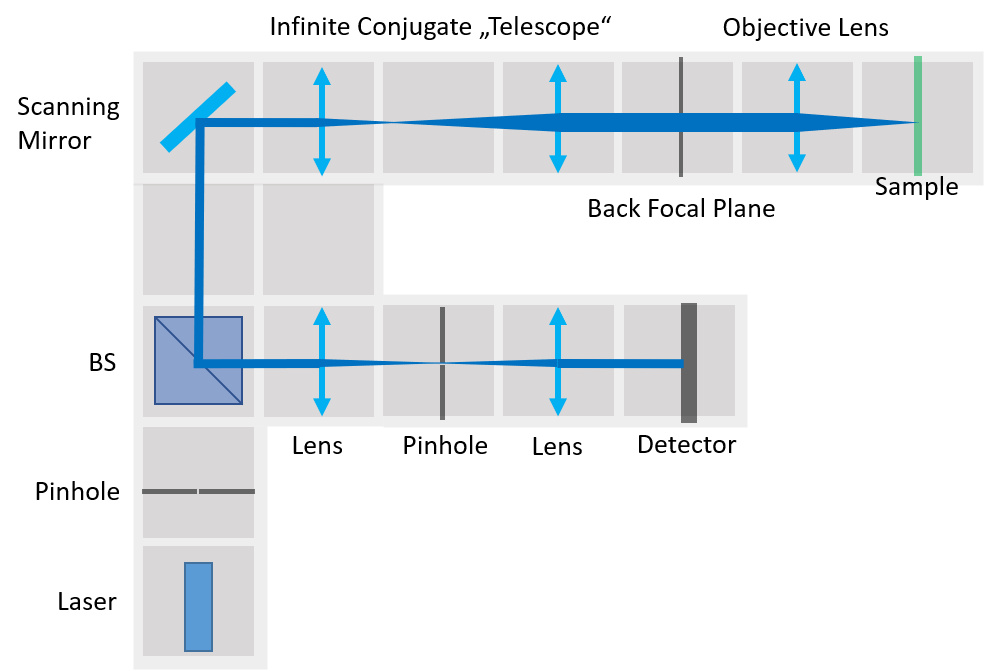 Infinite Conjugate „Telescope“
Objective Lens
Scanning
Mirror
Sample
Back Focal Plane
BS
Lens
Pinhole
Lens
Detector
Pinhole
Laser